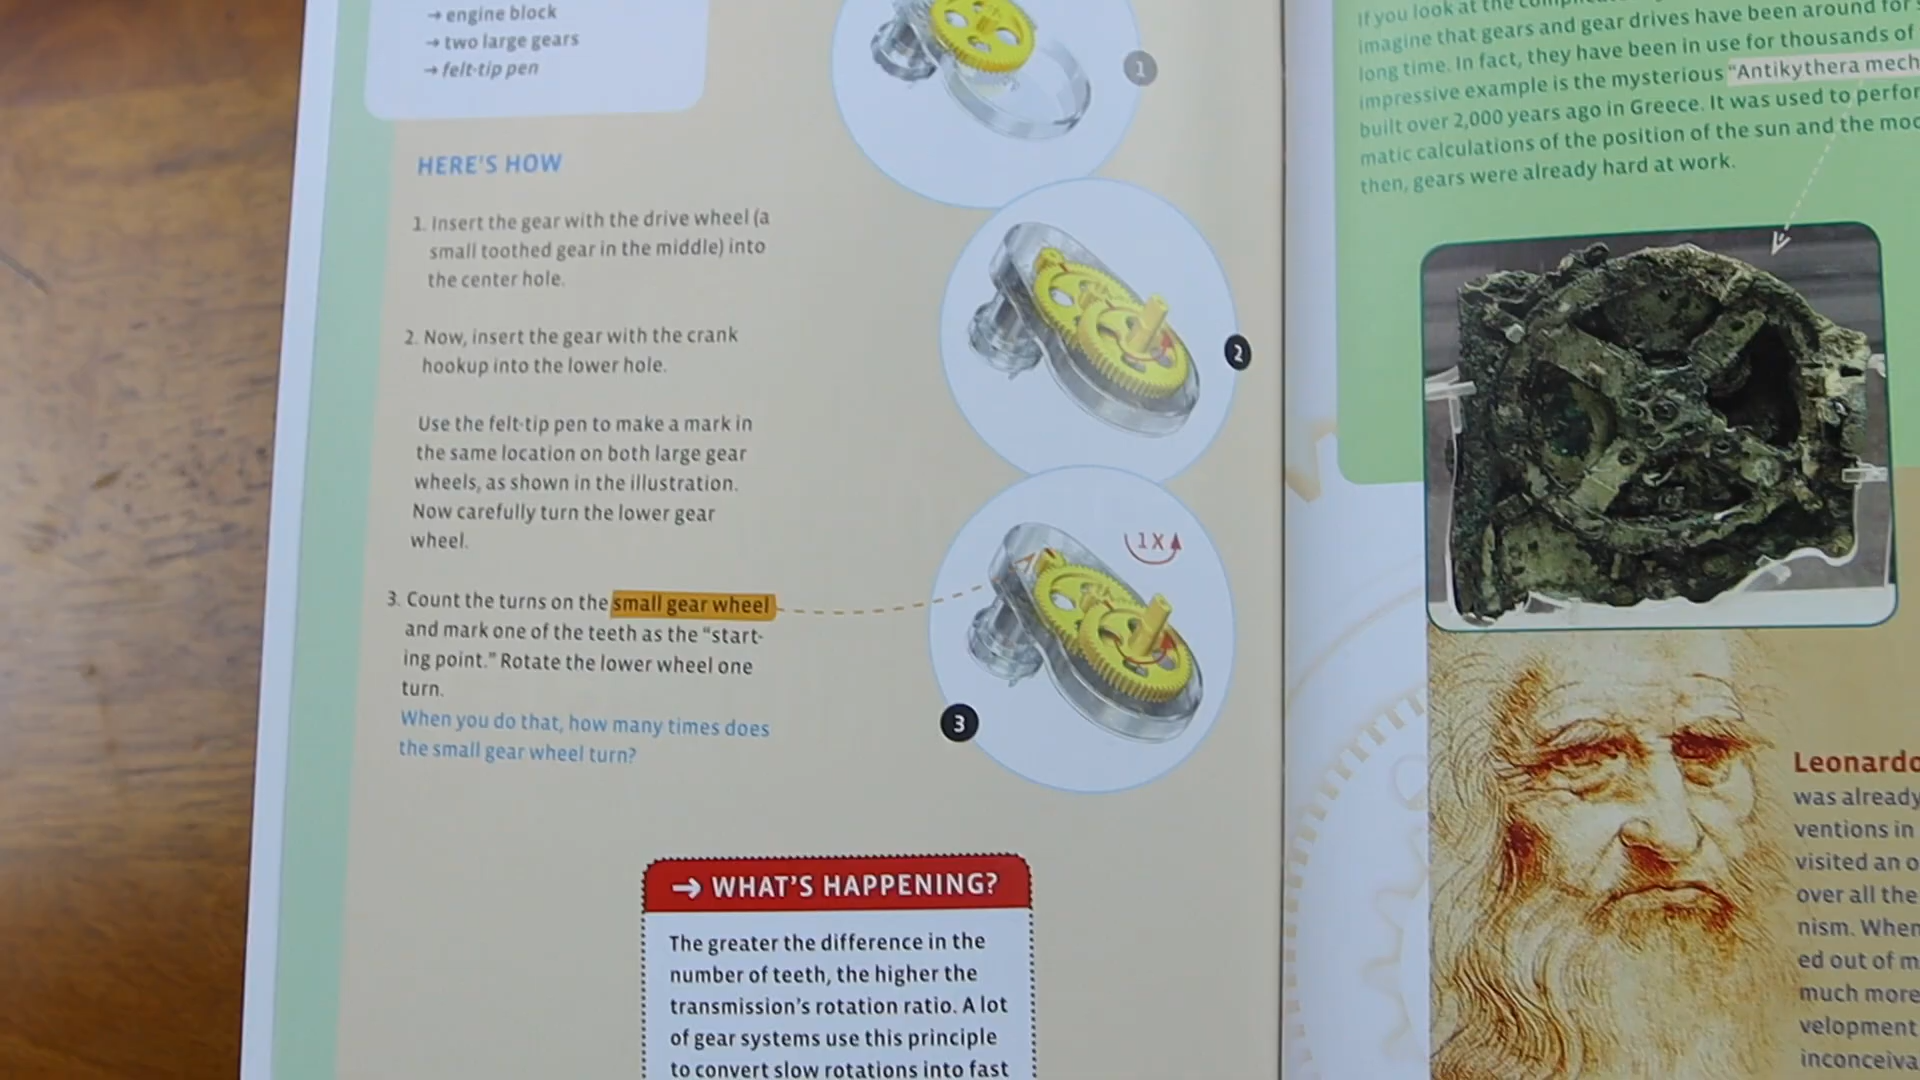 → engine block
→ two large gears
→ felt-tip pen
HERE'S HOW
1. Insert the gear with the drive wheel (a
small toothed gear in the middle) into
the center hole.
2. Now, insert the gear with the crank
hookup into the lower hole.
Use the felt-tip pen to make a mark in
the same location on both large gear
wheels, as shown in the illustration.
Now carefully turn the lower gear
wheel.
3. Count the turns on the small gear wheel
and mark one of the teeth as the "start-
ing point." Rotate the lower wheel one
turn.
When you do that, how many times does
the small gear wheel turn?
1
2
1X
3
→ WHAT'S HAPPENING?
The greater the difference in the
number of teeth, the higher the
transmission's rotation ratio. A lot
of gear systems use this principle
to convert slow rotations into fast
If you look at the
imagine that gears and gear drives have been around for
long time. In fact, they have been in use for thousands of
impressive example is the mysterious "Antikythera mech
built over 2,000 years ago in Greece. It was used to perfor
matic calculations of the position of the sun and the moo
then, gears were already hard at work.
Leonardo
was already
ventions in
visited an o
over all the
nism. When
ed out of m
much more
velopment
inconceiva